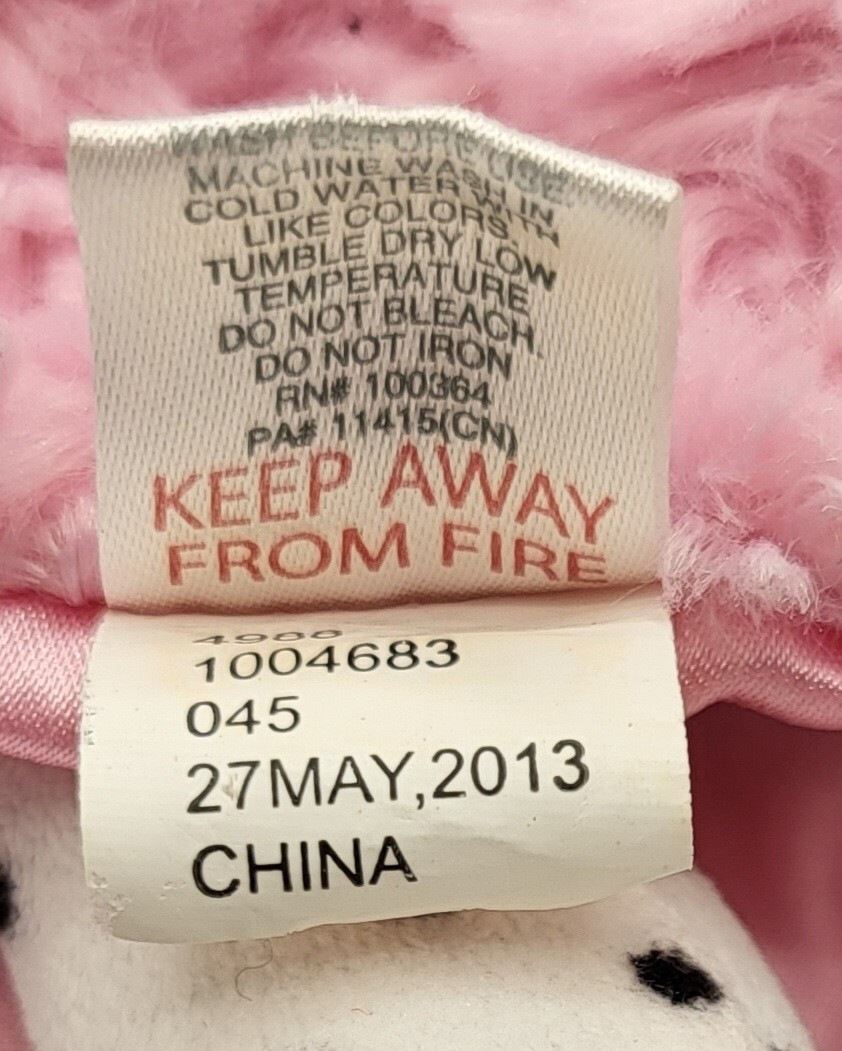 WASH BEFORE USE.
MACHINE WASH IN
COLD WATER WITH
LIKE COLORS
TUMBLE DRY LOW
TEMPERATURE
DO NOT BLEACH.
DO NOT IRON
RN# 100364
PA# 11415(CN)
KEEP AWAY
FROM FIRE
1004683
045
27MAY,2013
CHINA